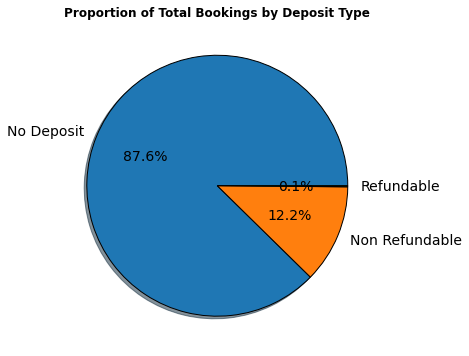 Proportion of Total Bookings by Deposit Type
No Deposit
87.6%
0.1%
Refundable
12.2%
Non Refundable